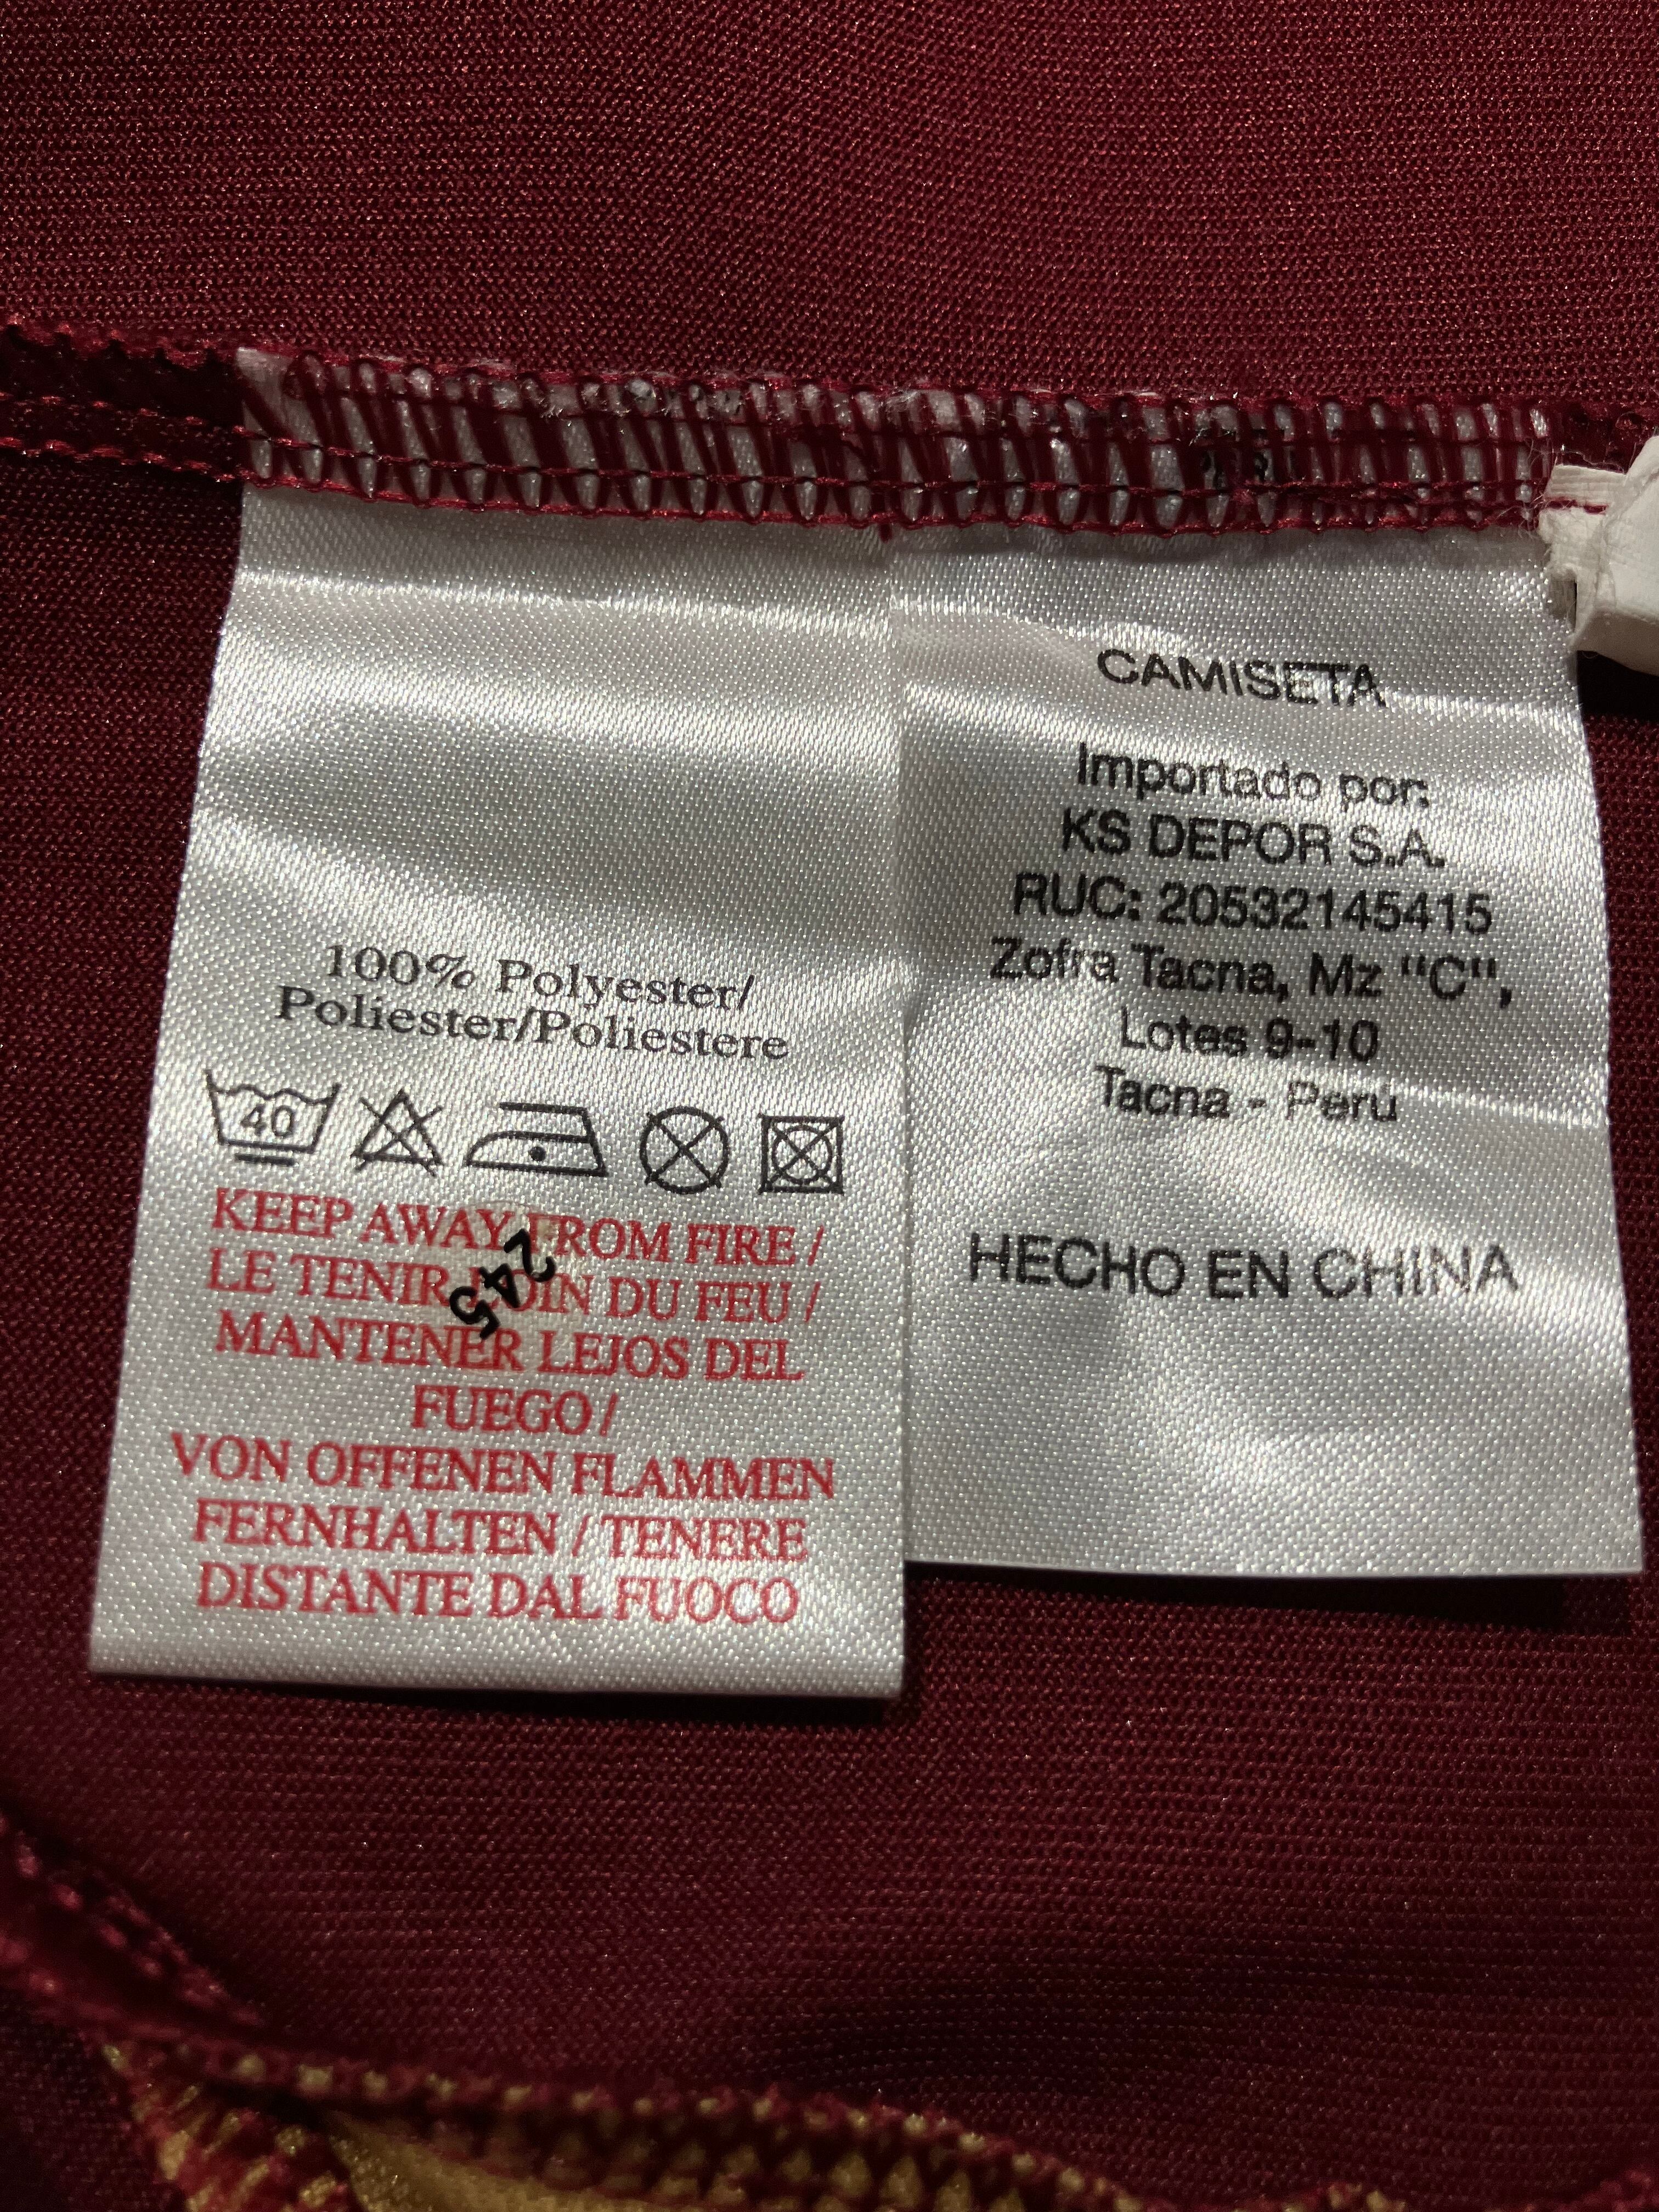 100% Polyester/
Poliester/Poliestere
40
KEEP AWAY FROM FIRE /
LE TENIR LOIN DU FEU /
MANTENER LEJOS DEL
FUEGO /
VON OFFENEN FLAMMEN
FERNHALTEN / TENERE
DISTANTE DAL FUOCO
245
CAMISETA
Importado por:
KS DEPOR S.A.
RUC: 20532145415
Zofra Tacna, Mz "C",
Lotes 9-10
Tacna - Perú
HECHO EN CHINA